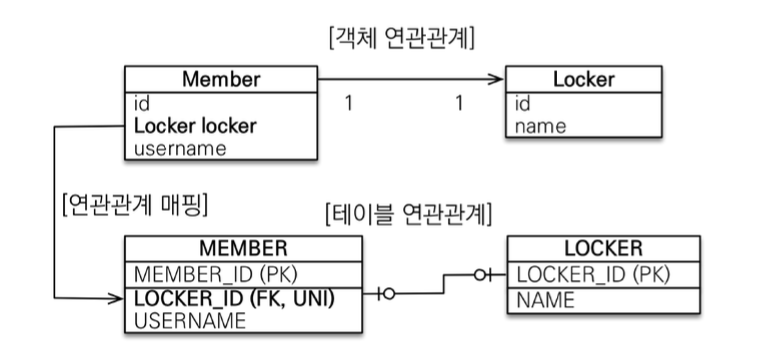 [객체 연관관계]
Member
id
Locker locker
username
1
1
Locker
id
name
[연관관계 매핑]
[테이블 연관관계]
MEMBER
MEMBER_ID (PK)
LOCKER_ID (FK, UNI)
USERNAME
LOCKER
LOCKER_ID (PK)
NAME